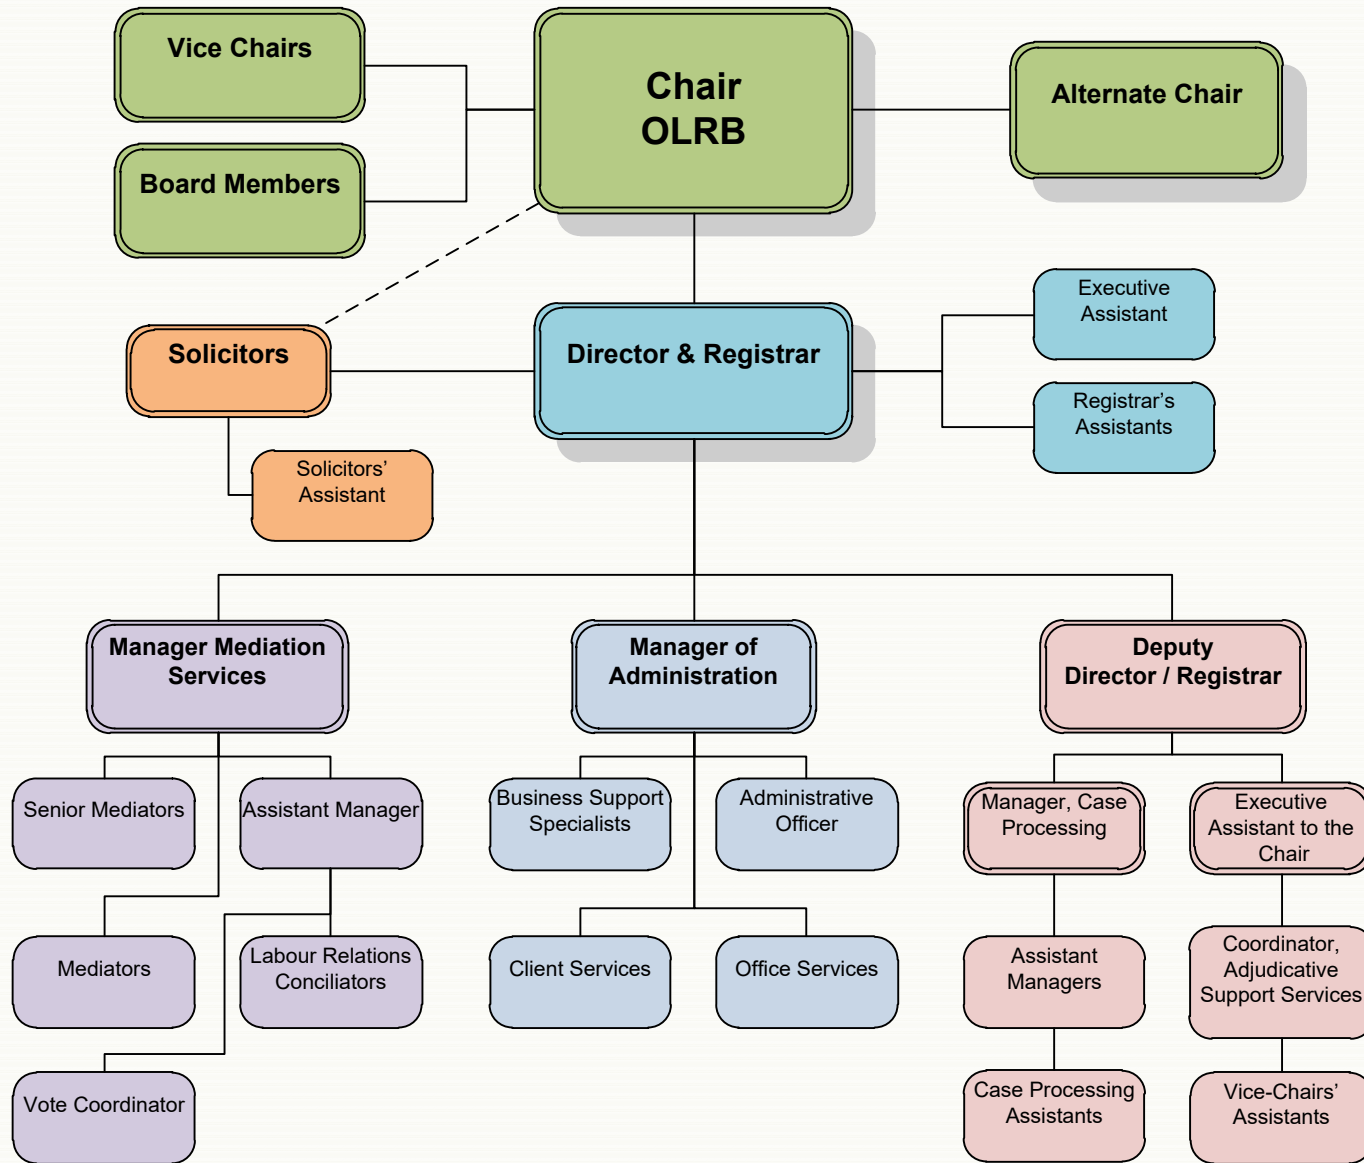 Vice Chairs
Chair
OLRB
Alternate Chair
Board Members
Executive
Assistant
Solicitors
Director & Registrar
Registrar’s
Assistants
Solicitors’
Assistant
Manager Mediation
Services
Manager of
Administration
Deputy
Director / Registrar
Senior Mediators
Assistant Manager
Business Support
Specialists
Administrative
Officer
Manager, Case
Processing
Executive
Assistant to the
Chair
Mediators
Labour Relations
Conciliators
Client Services
Office Services
Assistant
Managers
Coordinator,
Adjudicative
Support Services
Vote Coordinator
Case Processing
Assistants
Vice-Chairs’
Assistants